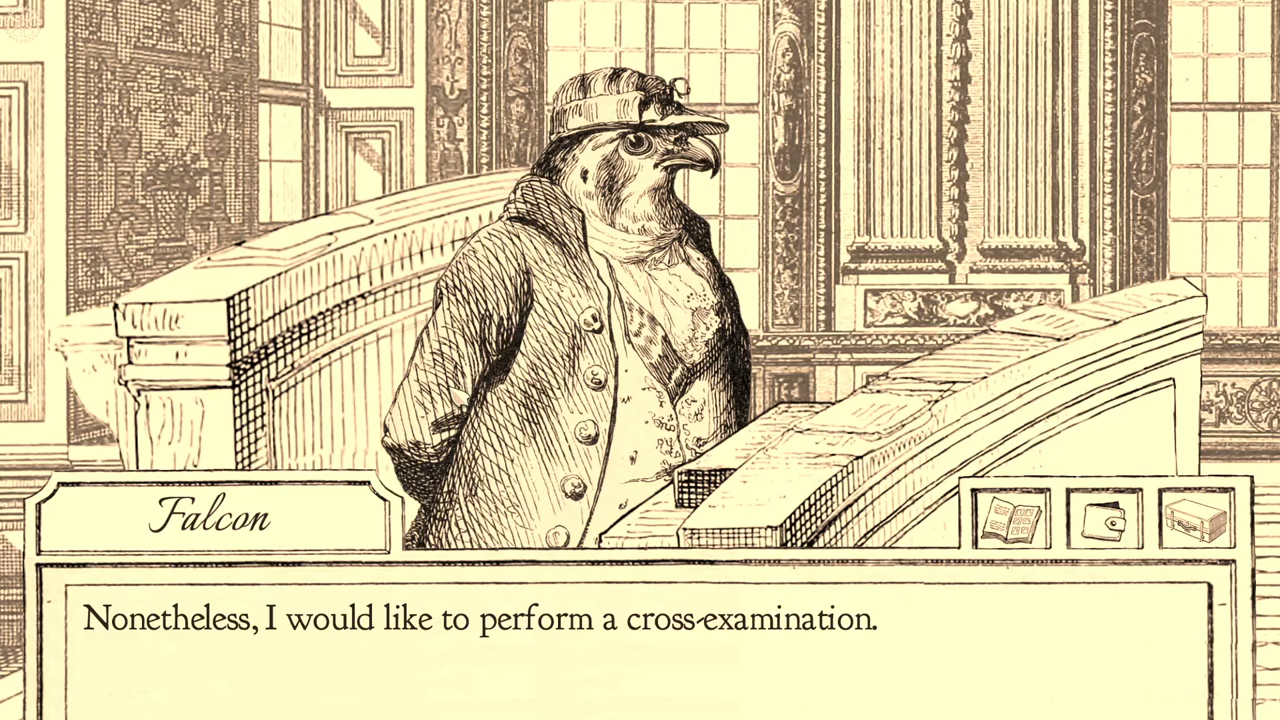 Falcon
Nonetheless, I would like to perform a cross-examination.